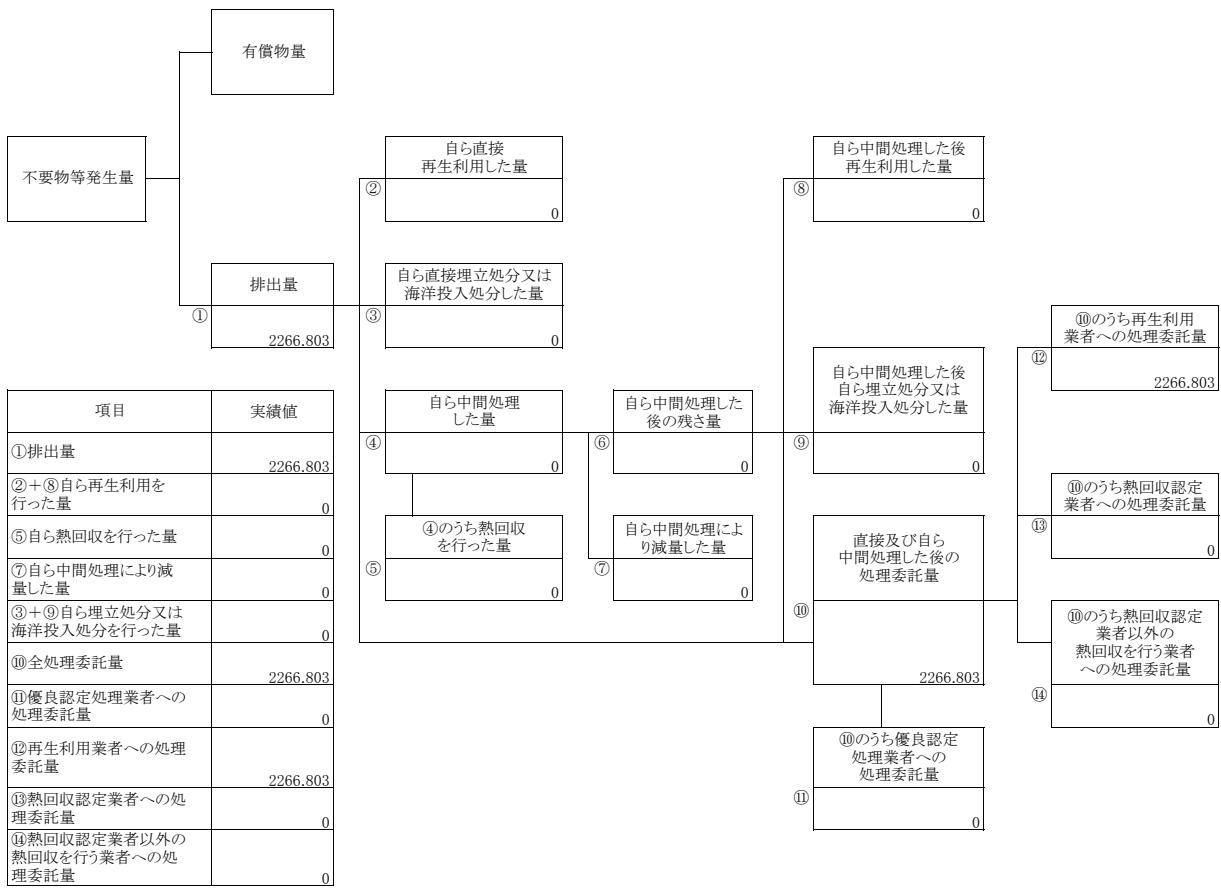 有償物量
不要物等発生量
自ら直接
再生利用した量
②
0
自ら中間処理した後
再生利用した量
⑧
0
排出量
①
2266.803
自ら直接埋立処分又は
海洋投入処分した量
③
0
⑩のうち再生利用
業者への処理委託量
⑫
2266.803
自ら中間処理
した量
④
0
自ら中間処理した
後の残さ量
⑥
0
自ら中間処理した後
自ら埋立処分又は
海洋投入処分した量
⑨
0
⑩のうち熱回収認定
業者への処理委託量
⑬
0
④のうち熱回収
を行った量
⑤
0
自ら中間処理によ
り減量した量
⑦
0
直接及び自ら
中間処理した後の
処理委託量
⑩
2266.803
⑩のうち熱回収認定
業者以外の
熱回収を行う業者
への処理委託量
⑭
0
⑩のうち優良認定
処理業者への
処理委託量
⑪
0
項目 実績値
①排出量
2266.803
②+⑧自ら再生利用を
行った量
0
⑤自ら熱回収を行った量
0
⑦自ら中間処理により減
量した量
0
③+⑨自ら埋立処分又は
海洋投入処分を行った量
0
⑩全処理委託量
2266.803
⑪優良認定処理業者への
処理委託量
0
⑫再生利用業者への処理
委託量
2266.803
⑬熱回収認定業者への処
理委託量
0
⑭熱回収認定業者以外の
熱回収を行う業者への処
理委託量
0